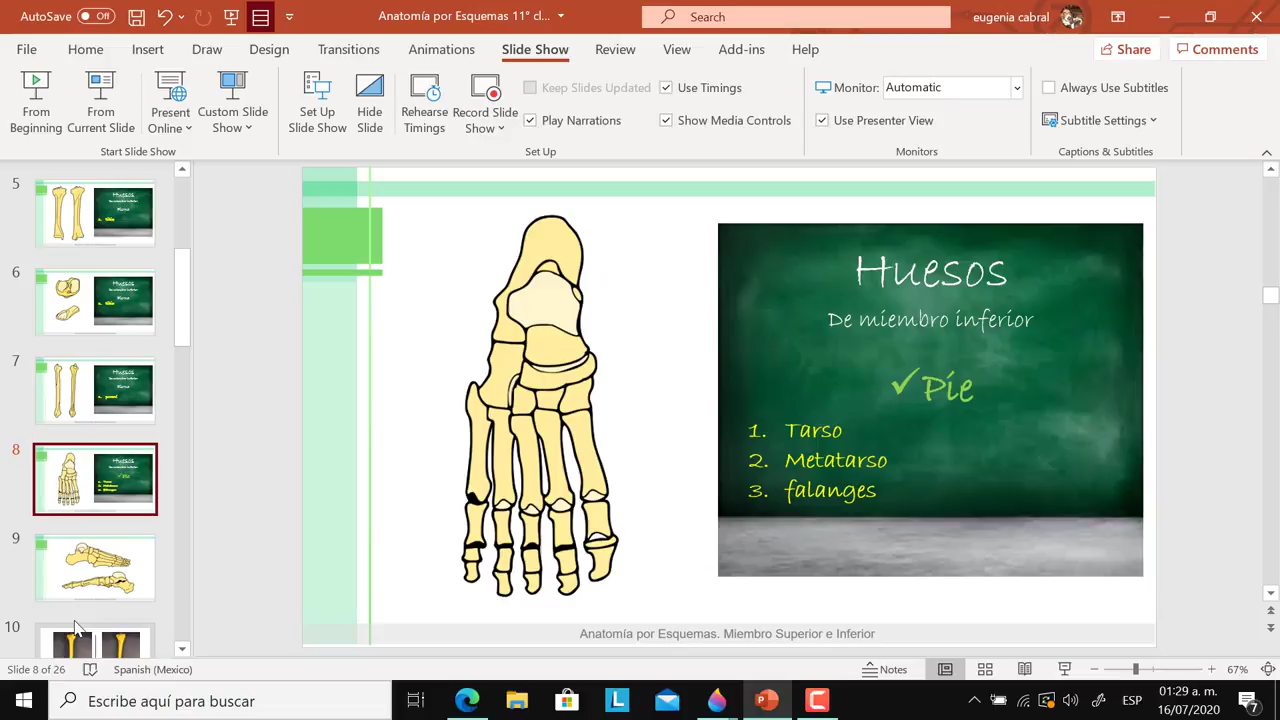 AutoSave Off
Anatomía por Esquemas 11° cl...
Search
eugenia cabral
File Home Insert Draw Design Transitions Animations Slide Show Review View Add-ins Help
Share
Comments
From Beginning
From Current Slide
Present Online
Custom Slide Show
Start Slide Show
Set Up Slide Show
Hide Slide
Rehearse Timings
Record Slide Show
Keep Slides Updated
Play Narrations
Use Timings
Show Media Controls
Set Up
Monitor: Automatic
Use Presenter View
Monitors
Always Use Subtitles
Subtitle Settings
Captions & Subtitles
5
6
7
8
9
10
Huesos
De miembro inferior
✓Pie
1. Tarso
2. Metatarso
3. falanges
Anatomía por Esquemas. Miembro Superior e Inferior
Slide 8 of 26
Spanish (Mexico)
Notes
67%
Escribe aquí para buscar
ESP
01:29 a. m.
16/07/2020
7